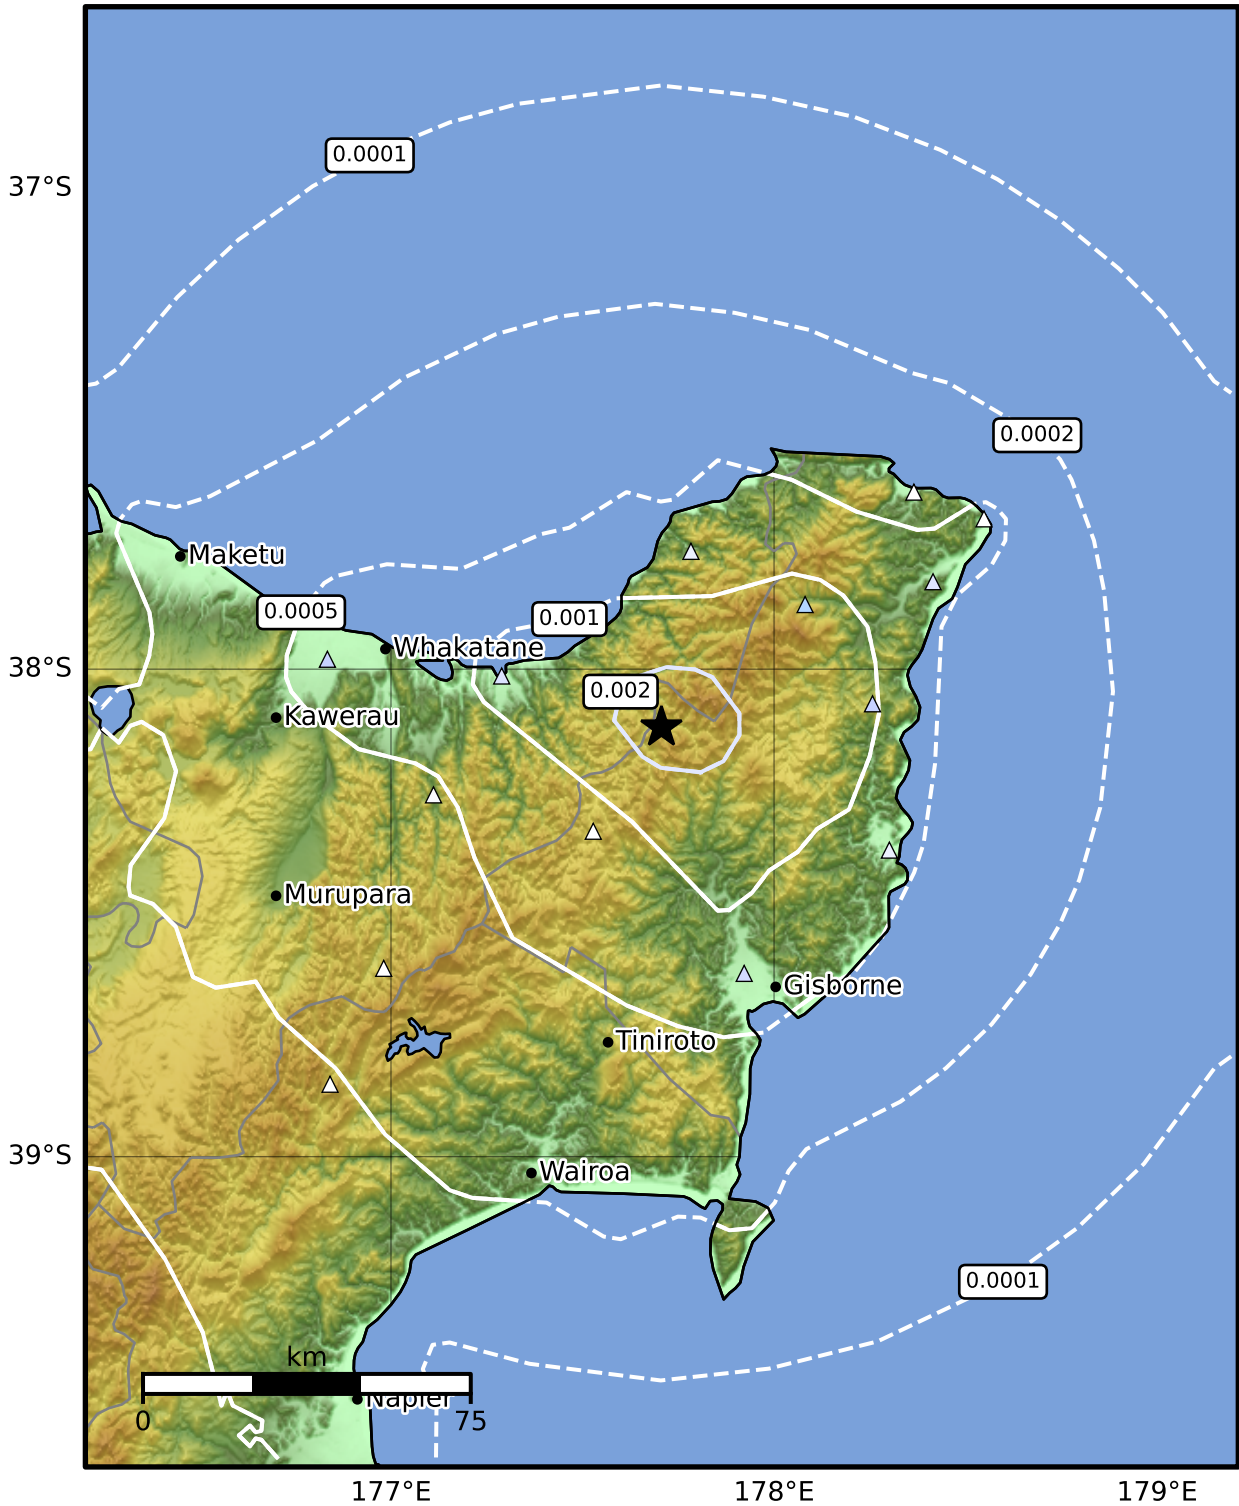 0.0001
37°S
0.0002
Maketu
0.0005
0.001
Whakatane
38°S
0.002
Kawerau
Murupara
Gisborne
Tiniroto
39°S
Wairoa
0.0001
km
Napier
0
75
177°E
178°E
179°E